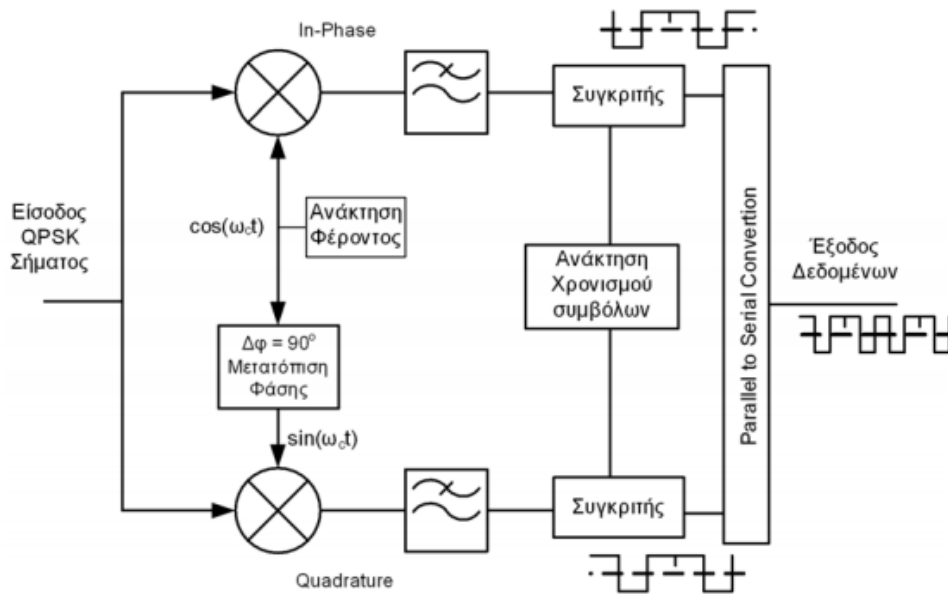 In-Phase
Συγκριτής
Είσοδος
QPSK
Σήματος
cos(ωct)
Ανάκτηση
Φέροντος
Ανάκτηση
Χρονισμού
συμβόλων
Parallel to Serial Convertion
Έξοδος
Δεδομένων
Δφ = 90°
Μετατόπιση
Φάσης
sin(ωct)
Συγκριτής
Quadrature